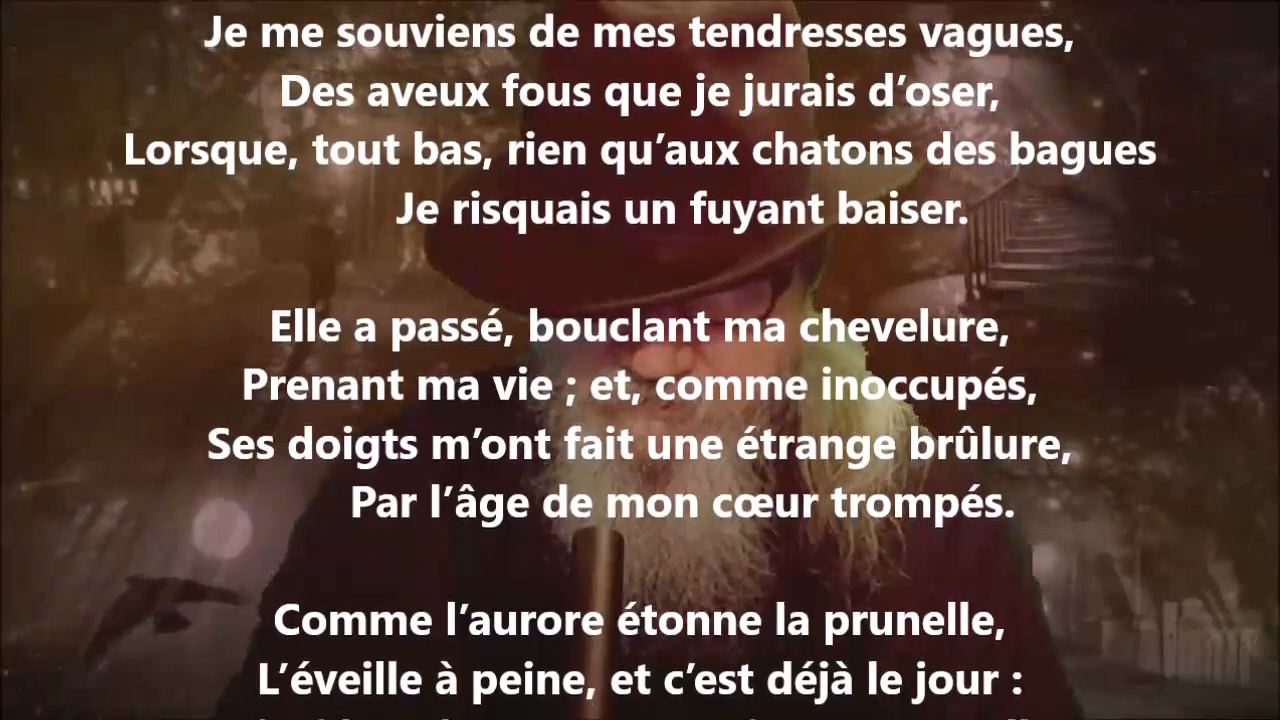 Je me souviens de mes tendresses vagues,
Des aveux fous que je jurais d’oser,
Lorsque, tout bas, rien qu’aux chatons des bagues
Je risquais un fuyant baiser.
Elle a passé, bouclant ma chevelure,
Prenant ma vie ; et, comme inoccupés,
Ses doigts m’ont fait une étrange brûlure,
Par l’âge de mon cœur trompés.
Comme l’aurore étonne la prunelle,
L’éveille à peine, et c’est déjà le jour :